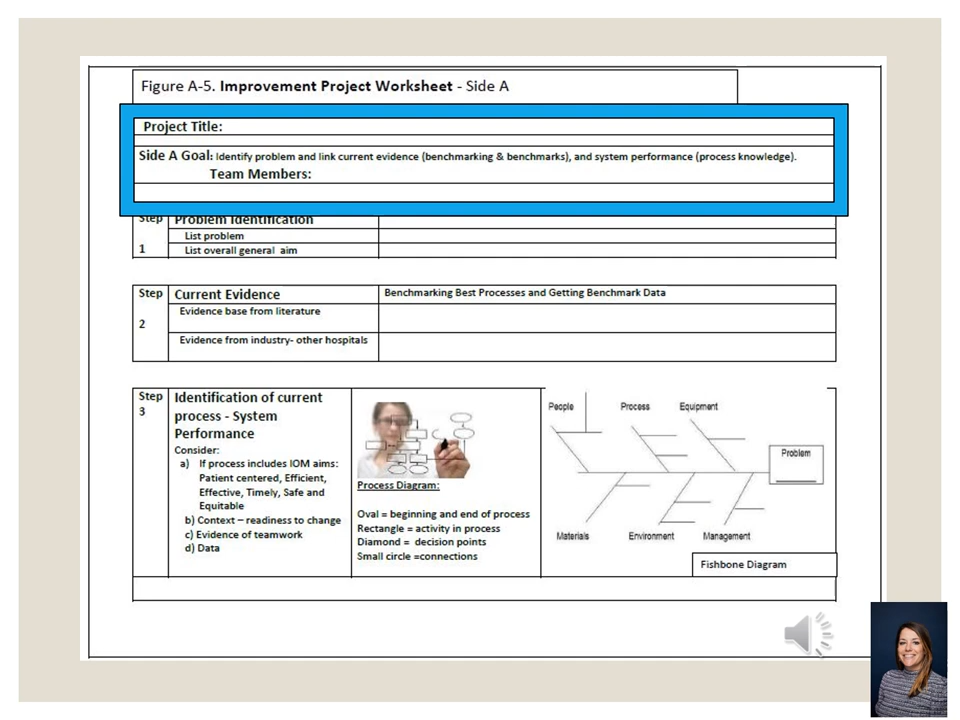 Figure A-5. Improvement Project Worksheet - Side A
Project Title:
Side A Goal: Identify problem and link current evidence (benchmarking & benchmarks), and system performance (process knowledge).
Team Members:
Step
1
Problem Identification
List problem
List overall general aim
Step
2
Current Evidence
Benchmarking Best Processes and Getting Benchmark Data
Evidence base from literature
Evidence from industry- other hospitals
Step
3
Identification of current
process - System
Performance
Consider:
a) If process includes IOM aims:
Patient centered, Efficient,
Effective, Timely, Safe and
Equitable
b) Context – readiness to change
c) Evidence of teamwork
d) Data
Process Diagram:
Oval = beginning and end of process
Rectangle = activity in process
Diamond = decision points
Small circle =connections
People
Process
Equipment
Problem
Materials
Environment
Management
Fishbone Diagram